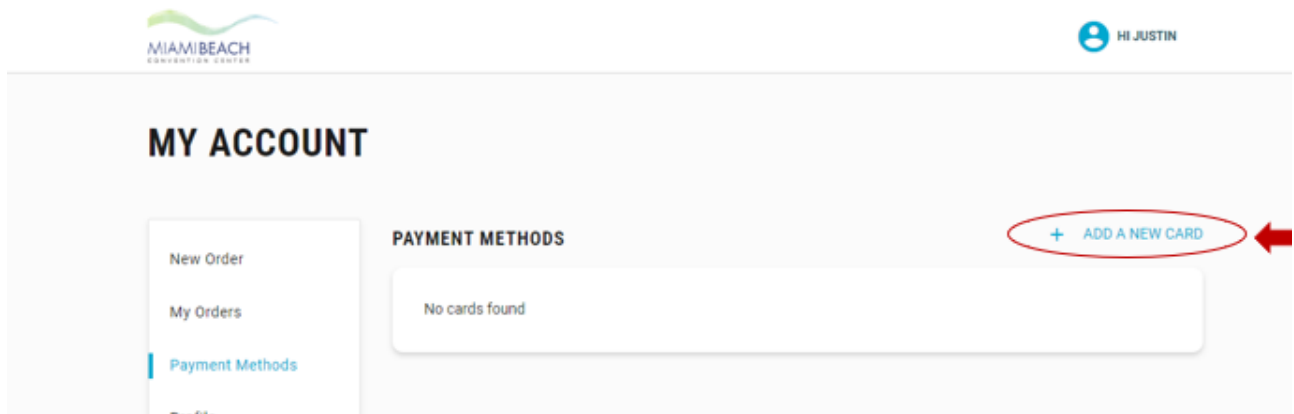 MIAMIBEACH
CONVENTION CENTER
HI JUSTIN
MY ACCOUNT
New Order
My Orders
Payment Methods
PAYMENT METHODS
+ ADD A NEW CARD
No cards found